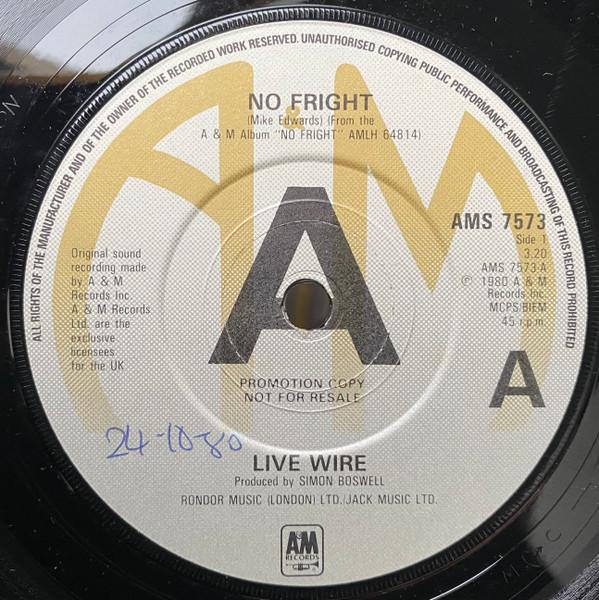 ALL RIGHTS OF THE MANUFACTURER AND OF THE OWNER OF THE RECORDED WORK RESERVED. UNAUTHORISED COPYING PUBLIC PERFORMANCE AND BROADCASTING OF THIS RECORD PROHIBITED
A&M
NO FRIGHT
(Mike Edwards) (From the
A & M Album "NO FRIGHT" AMLH 64814)
A
AMS 7573
Side 1
3.20
AMS 7573-A
℗ 1980 A & M
Records Inc.
MCPS/BIEM
45 r.p.m.
Original sound
recording made
by A & M
Records Inc.
A & M Records
Ltd. are the
exclusive
licensees
for the UK
A
PROMOTION COPY
NOT FOR RESALE
24-10-80
LIVE WIRE
Produced by SIMON BOSWELL
RONDOR MUSIC (LONDON) LTD./JACK MUSIC LTD.
A&M
RECORDS